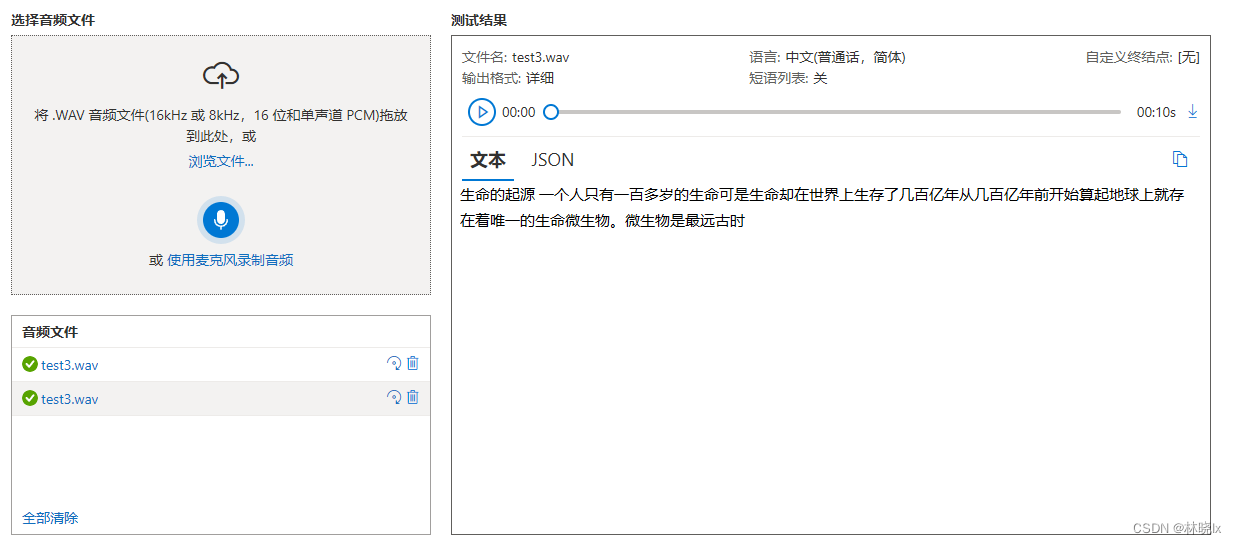 选择音频文件
将 .WAV 音频文件(16kHz 或 8kHz，16 位和单声道 PCM)拖放
到此处，或
浏览文件...
或 使用麦克风录制音频
音频文件
test3.wav
test3.wav
全部清除
测试结果
文件名: test3.wav 语言: 中文(普通话，简体) 自定义终结点: [无]
输出格式: 详细 短语列表: 关
00:00 00:10s
文本 JSON
生命的起源 一个人只有一百多岁的生命可是生命却在世界上生存了几百亿年从几百亿年前开始算起地球上就存
在着唯一的生命微生物。微生物是最远古时
CSDN @林晓lx